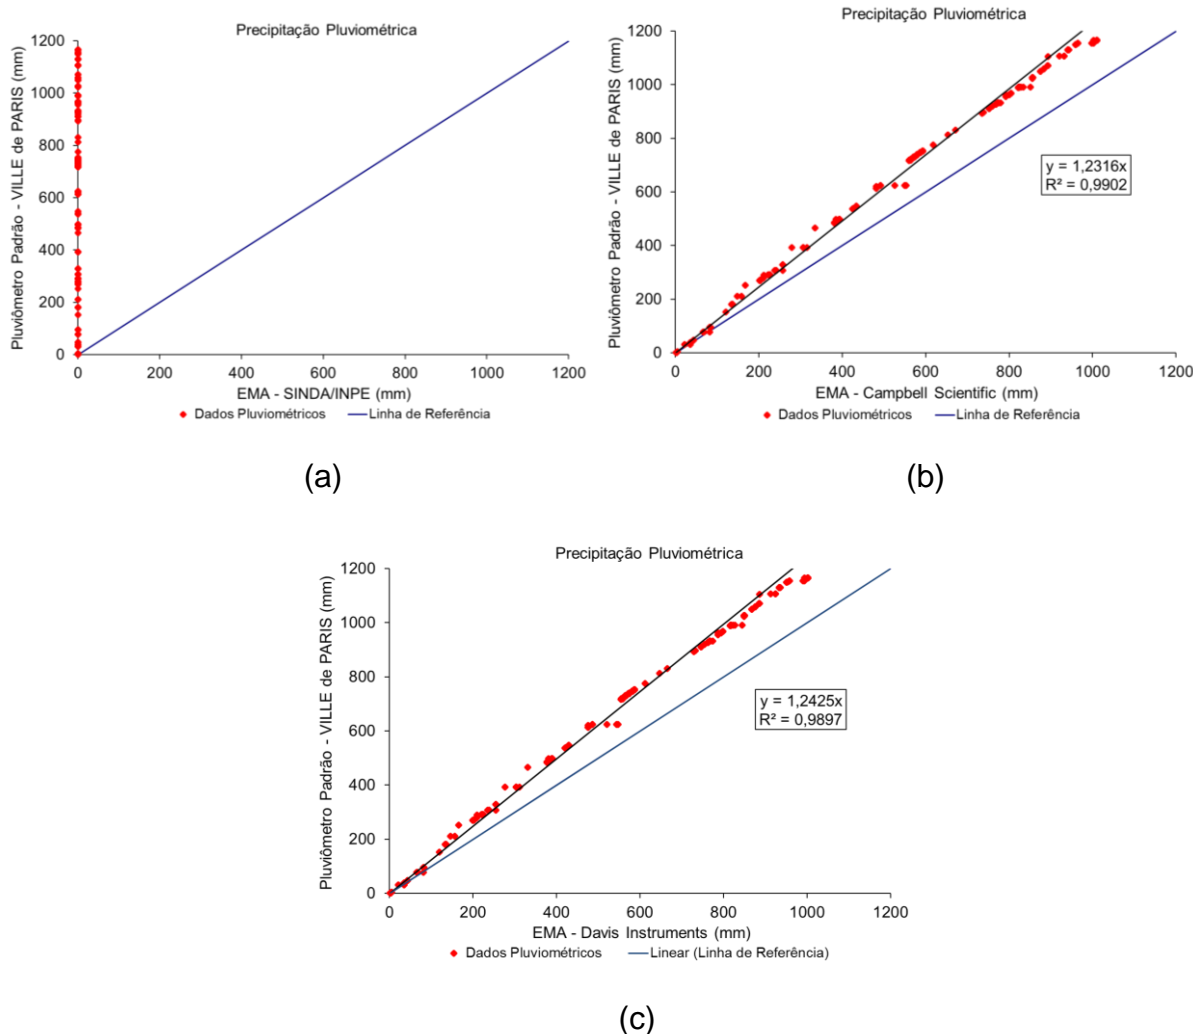 Precipitação Pluviométrica
Pluviômetro Padrão - VILLE de PARIS (mm)
1200
1000
800
600
400
200
0
0 200 400 600 800 1000 1200
EMA - SINDA/INPE (mm)
Dados Pluviométricos Linha de Referência
(a)
Precipitação Pluviométrica
Pluviômetro Padrão - VILLE de PARIS (mm)
1200
1000
800
600
400
200
0
y = 1,2316x
R² = 0,9902
0 200 400 600 800 1000 1200
EMA - Campbell Scientific (mm)
Dados Pluviométricos Linha de Referência
(b)
Precipitação Pluviométrica
Pluviômetro Padrão - VILLE de PARIS (mm)
1200
1000
800
600
400
200
0
y = 1,2425x
R² = 0,9897
0 200 400 600 800 1000 1200
EMA - Davis Instruments (mm)
Dados Pluviométricos Linear (Linha de Referência)
(c)